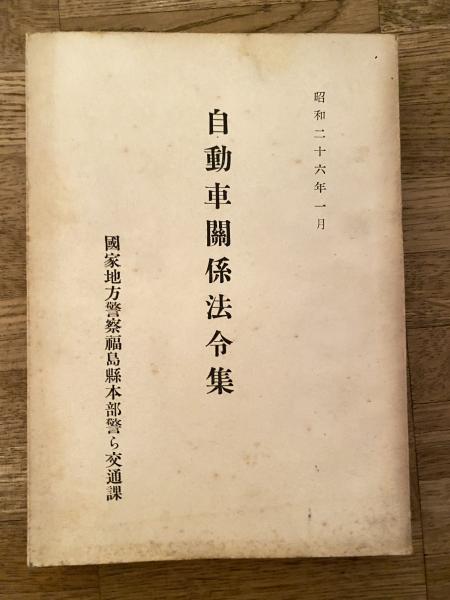 昭和二十六年一月
自動車關係法令集
國家地方警察福島縣本部警ら交通課